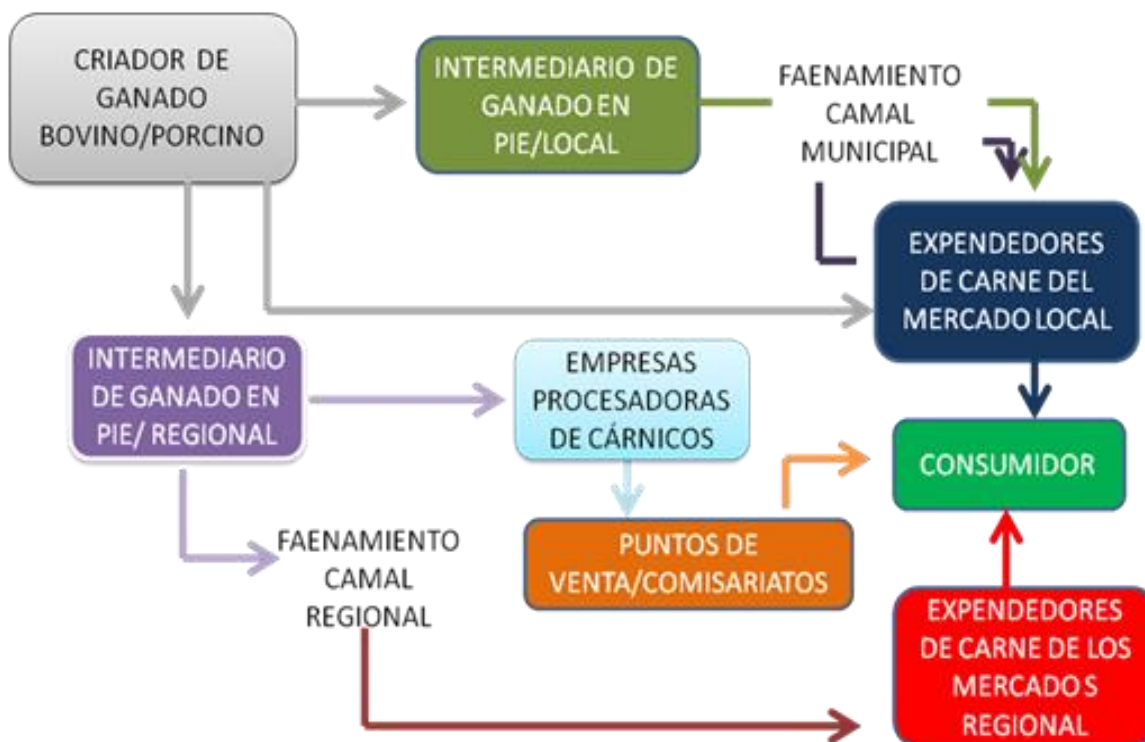 CRIADOR DE
GANADO
BOVINO/PORCINO
INTERMEDIARIO DE
GANADO EN
PIE/LOCAL
FAENAMIENTO
CAMAL
MUNICIPAL
EXPENDEDORES
DE CARNE DEL
MERCADO LOCAL
INTERMEDIARIO
DE GANADO EN
PIE/ REGIONAL
EMPRESAS
PROCESADORAS
DE CÁRNICOS
CONSUMIDOR
FAENAMIENTO
CAMAL
REGIONAL
PUNTOS DE
VENTA/COMISARIATOS
EXPENDEDORES
DE CARNE DE LOS
MERCADO S
REGIONAL